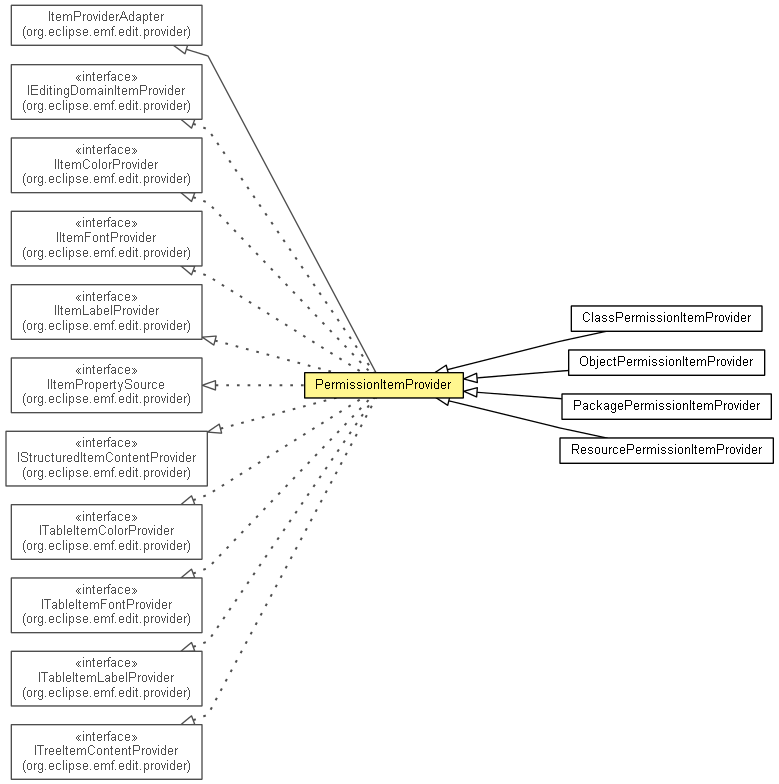 ItemProviderAdapter
(org.eclipse.emf.edit.provider)
«interface»
IEditingDomainItemProvider
(org.eclipse.emf.edit.provider)
«interface»
IItemColorProvider
(org.eclipse.emf.edit.provider)
«interface»
IItemFontProvider
(org.eclipse.emf.edit.provider)
«interface»
IItemLabelProvider
(org.eclipse.emf.edit.provider)
«interface»
IItemPropertySource
(org.eclipse.emf.edit.provider)
«interface»
IStructuredItemContentProvider
(org.eclipse.emf.edit.provider)
«interface»
ITableItemColorProvider
(org.eclipse.emf.edit.provider)
«interface»
ITableItemFontProvider
(org.eclipse.emf.edit.provider)
«interface»
ITableItemLabelProvider
(org.eclipse.emf.edit.provider)
«interface»
ITreeItemContentProvider
(org.eclipse.emf.edit.provider)
PermissionItemProvider
ClassPermissionItemProvider
ObjectPermissionItemProvider
PackagePermissionItemProvider
ResourcePermissionItemProvider